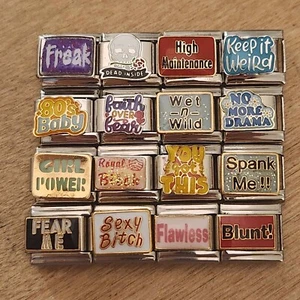 Freak
DEAD INSIDE
High
Maintenance
Keep it
Weird
80's
Baby
faith
OVER
fear
Wet
-n-
Wild
NO
MORE
DRAMA
GIRL
POWER
Royal
Bitch
YOU
THIS
Spank
Me!!
FEAR
ME
Sexy
Bitch
Flawless
Blunt!